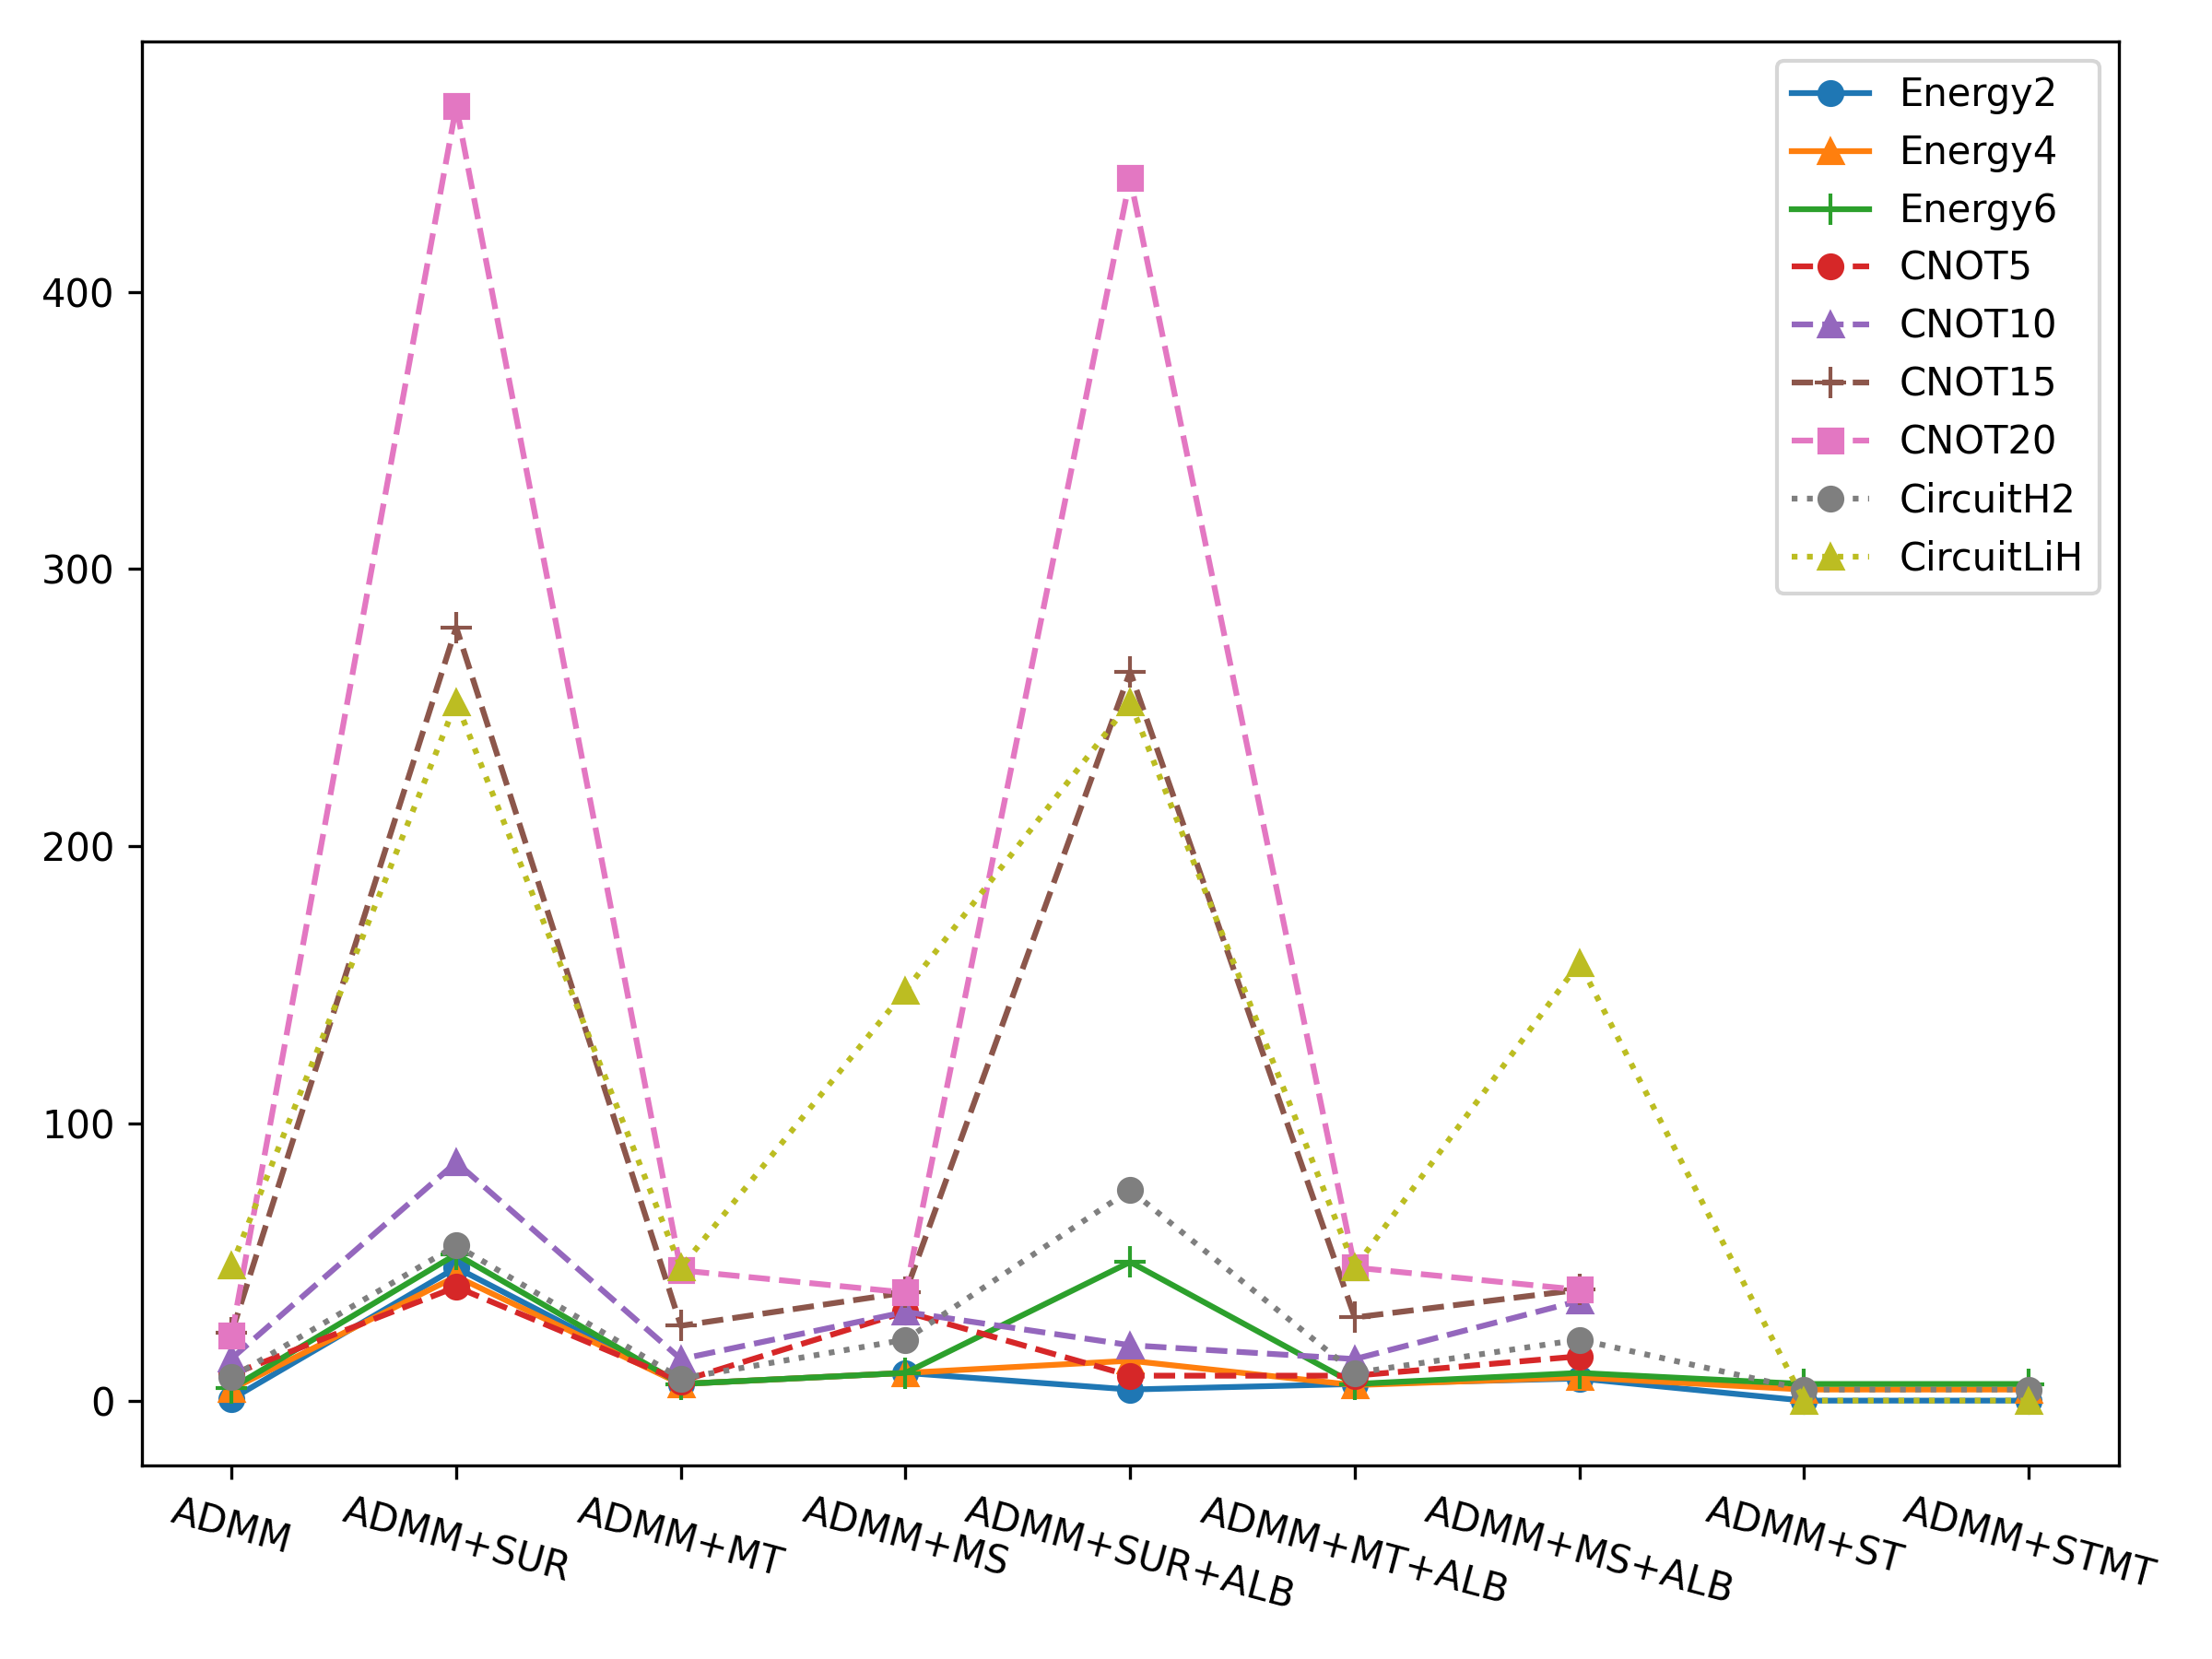 400
300
200
100
0
ADMM
ADMM+SUR
ADMM+MT
ADMM+MS
ADMM+SUR+ALB
ADMM+MT+ALB
ADMM+MS+ALB
ADMM+ST
ADMM+STMT
Energy2
Energy4
Energy6
CNOT5
CNOT10
CNOT15
CNOT20
CircuitH2
CircuitLiH